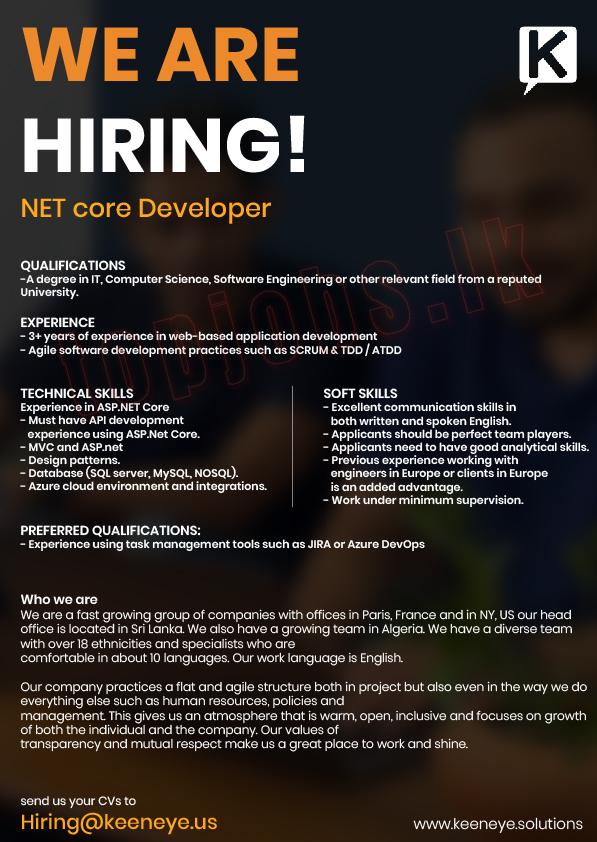 WE ARE
K
HIRING!
NET core Developer
QUALIFICATIONS
-A degree in IT, Computer Science, Software Engineering or other relevant field from a reputed
University.
EXPERIENCE
- 3+ years of experience in web-based application development
- Agile software development practices such as SCRUM & TDD / ATDD
topjobs.lk
TECHNICAL SKILLS
Experience in ASP.NET Core
- Must have API development
experience using ASP.Net Core.
- MVC and ASP.net
- Design patterns.
- Database (SQL server, MySQL, NOSQL).
- Azure cloud environment and integrations.
SOFT SKILLS
- Excellent communication skills in
both written and spoken English.
- Applicants should be perfect team players.
- Applicants need to have good analytical skills.
- Previous experience working with
engineers in Europe or clients in Europe
is an added advantage.
- Work under minimum supervision.
PREFERRED QUALIFICATIONS:
- Experience using task management tools such as JIRA or Azure DevOps
Who we are
We are a fast growing group of companies with offices in Paris, France and in NY, US our head
office is located in Sri Lanka. We also have a growing team in Algeria. We have a diverse team
with over 18 ethnicities and specialists who are
comfortable in about 10 languages. Our work language is English.
Our company practices a flat and agile structure both in project but also even in the way we do
everything else such as human resources, policies and
management. This gives us an atmosphere that is warm, open, inclusive and focuses on growth
of both the individual and the company. Our values of
transparency and mutual respect make us a great place to work and shine.
send us your CVs to
Hiring@keeneye.us
www.keeneye.solutions